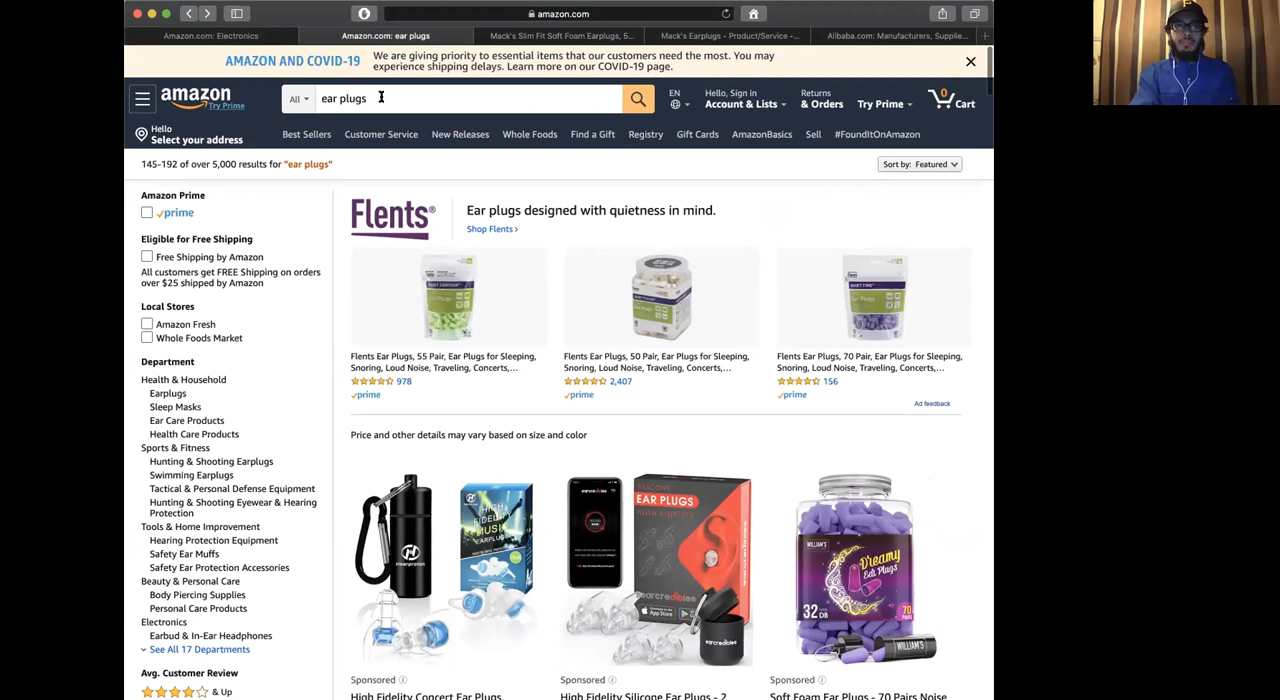 amazon.com
Amazon.com: Electronics
Amazon.com: ear plugs
Mack's Slim Fit Soft Foam Earplugs, 5...
Mack's Earplugs - Product/Service -...
Alibaba.com: Manufacturers, Supplie...
AMAZON AND COVID-19
We are giving priority to essential items that our customers need the most. You may
experience shipping delays. Learn more on our COVID-19 page.
amazon
Try Prime
All
ear plugs
EN
Hello, Sign in
Account & Lists
Returns
& Orders
Try Prime
0
Cart
Hello
Select your address
Best Sellers
Customer Service
New Releases
Whole Foods
Find a Gift
Registry
Gift Cards
AmazonBasics
Sell
#FoundItOnAmazon
145-192 of over 5,000 results for "ear plugs"
Sort by: Featured
Amazon Prime
prime
Eligible for Free Shipping
Free Shipping by Amazon
All customers get FREE Shipping on orders
over $25 shipped by Amazon
Local Stores
Amazon Fresh
Whole Foods Market
Department
Health & Household
Earplugs
Sleep Masks
Ear Care Products
Health Care Products
Sports & Fitness
Hunting & Shooting Earplugs
Swimming Earplugs
Tactical & Personal Defense Equipment
Hunting & Shooting Eyewear & Hearing
Protection
Tools & Home Improvement
Hearing Protection Equipment
Safety Ear Muffs
Safety Ear Protection Accessories
Beauty & Personal Care
Body Piercing Supplies
Personal Care Products
Electronics
Earbud & In-Ear Headphones
See All 17 Departments
Avg. Customer Review
& Up
Flents®
Ear plugs designed with quietness in mind.
Shop Flents ›
Flents Ear Plugs, 55 Pair, Ear Plugs for Sleeping,
Snoring, Loud Noise, Traveling, Concerts,...
978
prime
Flents Ear Plugs, 50 Pair, Ear Plugs for Sleeping,
Snoring, Loud Noise, Traveling, Concerts,...
2,407
prime
Flents Ear Plugs, 70 Pair, Ear Plugs for Sleeping,
Snoring, Loud Noise, Traveling, Concerts,...
156
prime
Ad feedback
Price and other details may vary based on size and color
Hearprotek
HIGH
FIDELITY
MUSIC
EARPLUGS
SILICONE
EAR PLUGS
HIGH FIDELITY
earcredibles
App Store
earcredibles
WILLIAM'S
Dreamy
Ear Plugs
32 DB
70
WILLIAM'S
Sponsored
High Fidelity Concert Ear Plugs
Sponsored
High Fidelity Silicone Ear Plugs - 2
Sponsored
Soft Foam Ear Plugs - 70 Pairs Noise